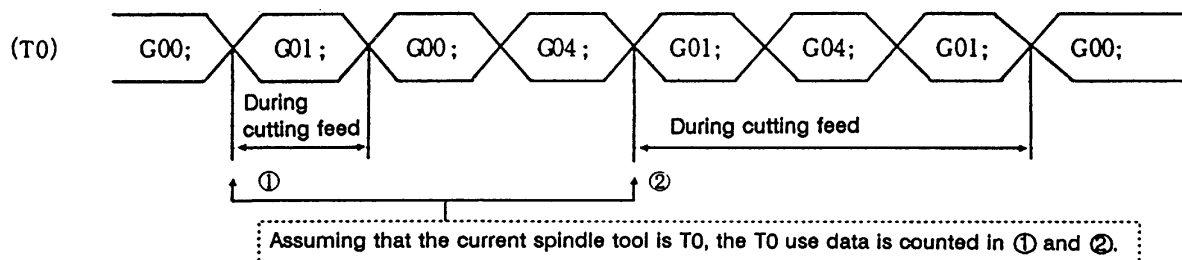 (T0) G00; G01; G00; G04; G01; G04; G01; G00;
During
cutting feed
During cutting feed
① ②
Assuming that the current spindle tool is T0, the T0 use data is counted in ① and ②.